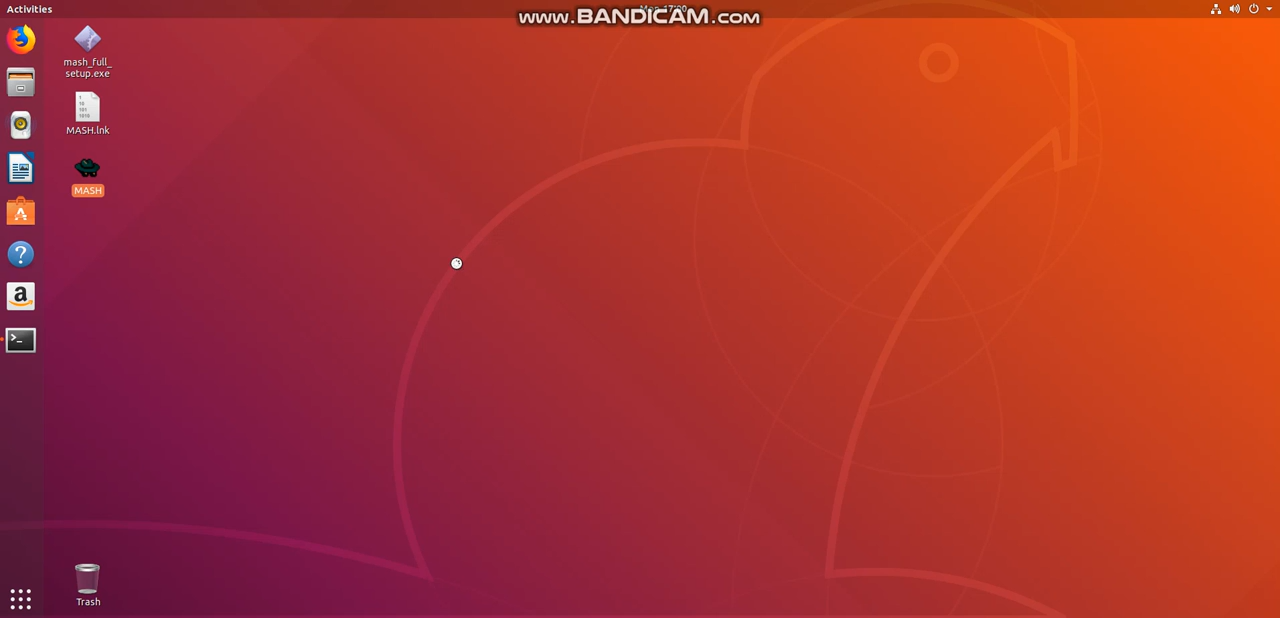 Activities
www.BANDICAM.com
mash_full_
setup.exe
MASH.lnk
MASH
Trash